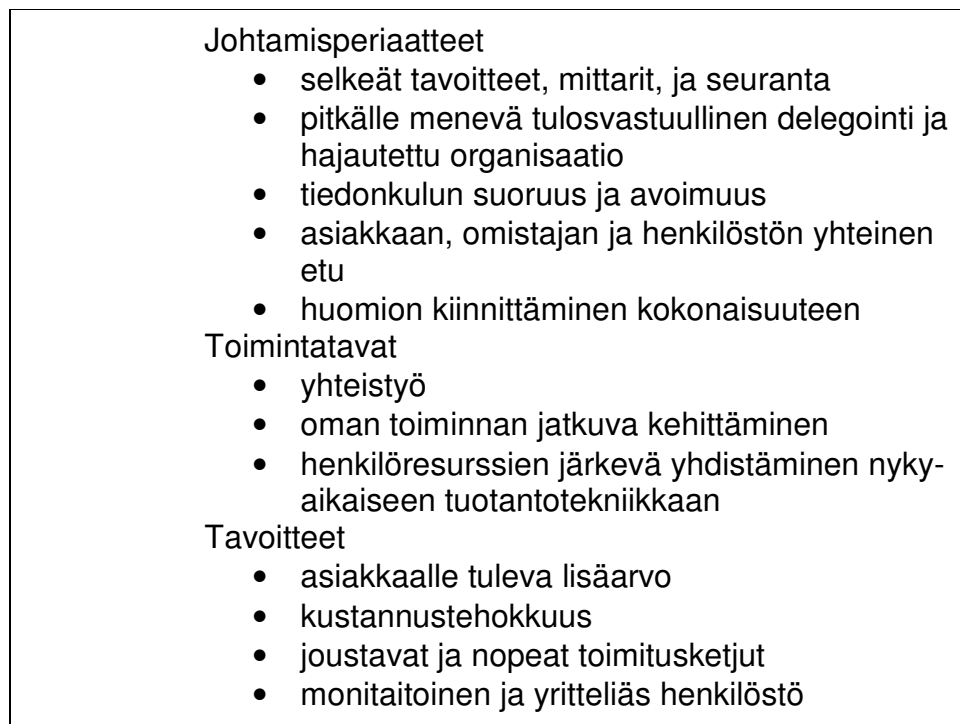 Johtamisperiaatteet
• selkeät tavoitteet, mittarit, ja seuranta
• pitkälle menevä tulosvastuullinen delegointi ja
hajautettu organisaatio
• tiedonkulun suoruus ja avoimuus
• asiakkaan, omistajan ja henkilöstön yhteinen
etu
• huomion kiinnittäminen kokonaisuuteen
Toimintatavat
• yhteistyö
• oman toiminnan jatkuva kehittäminen
• henkilöresurssien järkevä yhdistäminen nyky-
aikaiseen tuotantotekniikkaan
Tavoitteet
• asiakkaalle tuleva lisäarvo
• kustannustehokkuus
• joustavat ja nopeat toimitusketjut
• monitaitoinen ja yritteliäs henkilöstö